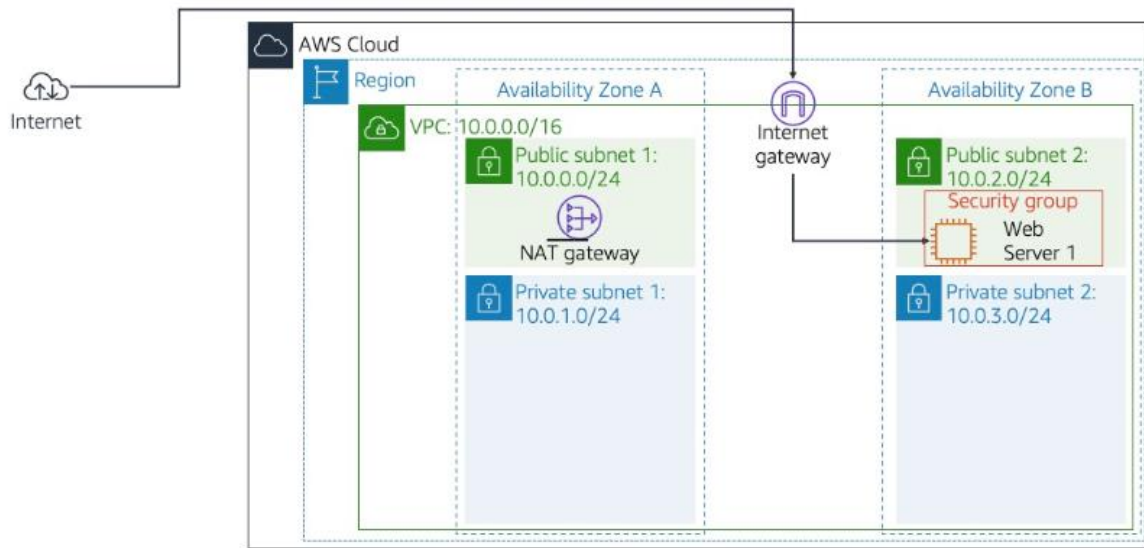 AWS Cloud
Internet
Region
Availability Zone A
Availability Zone B
VPC: 10.0.0.0/16
Internet
gateway
Public subnet 1:
10.0.0.0/24
NAT gateway
Public subnet 2:
10.0.2.0/24
Security group
Web
Server 1
Private subnet 1:
10.0.1.0/24
Private subnet 2:
10.0.3.0/24